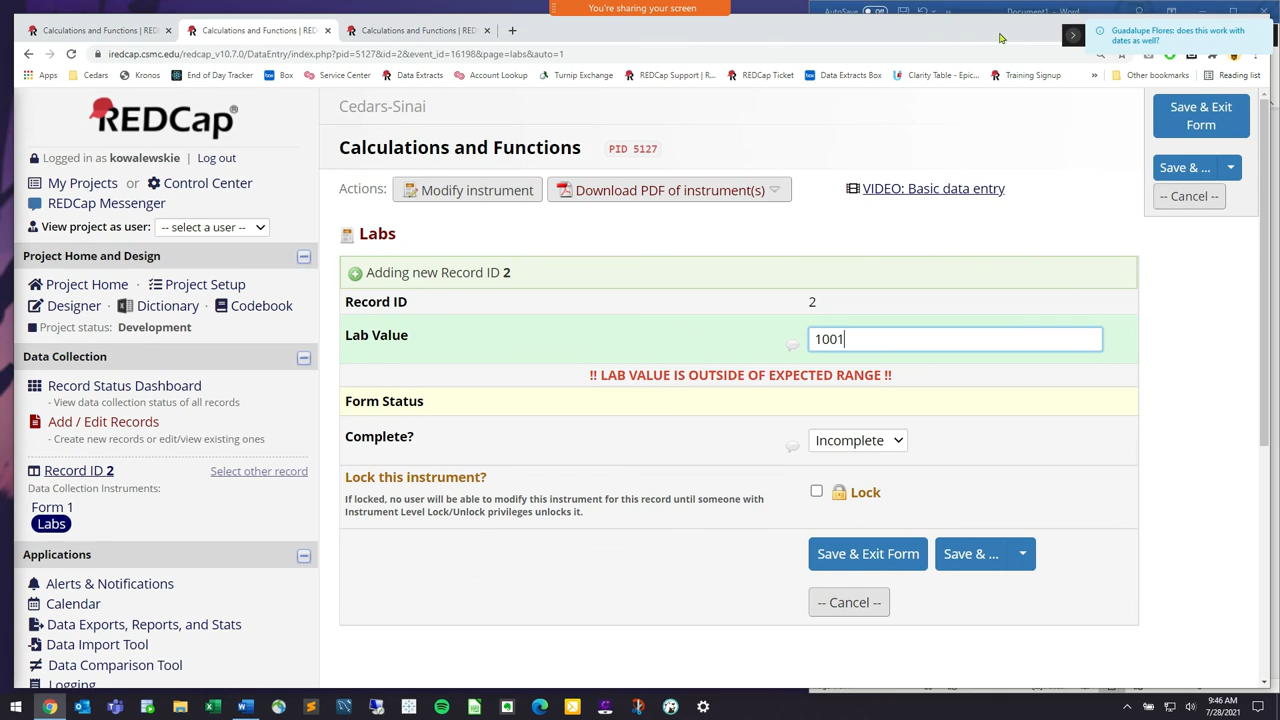 You're sharing your screen
AutoSave Off
Document1 - Word
Calculations and Functions | RED
Calculations and Functions | RED
Calculations and Functions | RED
Guadalupe Flores: does this work with
dates as well?
iredcap.csmc.edu/redcap_v10.7.0/DataEntry/index.php?pid=5127&id=2&event_id=16198&page=labs&auto=1
Apps
Cedars
Kronos
End of Day Tracker
Box
Service Center
Data Extracts
Account Lookup
Turnip Exchange
REDCap Support | R...
REDCap Ticket
Data Extracts Box
Clarity Table - Epic...
Training Signup
»
Other bookmarks
Reading list
REDCap®
Logged in as kowalewskie | Log out
My Projects or Control Center
REDCap Messenger
View project as user: -- select a user --
Project Home and Design
Project Home Project Setup
Designer Dictionary Codebook
Project status: Development
Data Collection
Record Status Dashboard
- View data collection status of all records
Add / Edit Records
- Create new records or edit/view existing ones
Record ID 2 Select other record
Data Collection Instruments:
Form 1
Labs
Applications
Alerts & Notifications
Calendar
Data Exports, Reports, and Stats
Data Import Tool
Data Comparison Tool
Logging
Cedars-Sinai
Calculations and Functions PID 5127
Actions: Modify instrument Download PDF of instrument(s) VIDEO: Basic data entry
Labs
Adding new Record ID 2
Record ID 2
Lab Value 1001
!! LAB VALUE IS OUTSIDE OF EXPECTED RANGE !!
Form Status
Complete? Incomplete
Lock this instrument?
If locked, no user will be able to modify this instrument for this record until someone with
Instrument Level Lock/Unlock privileges unlocks it.
Lock
Save & Exit Form Save & ...
-- Cancel --
Save & Exit
Form
Save & ...
-- Cancel --
9:46 AM
7/28/2021